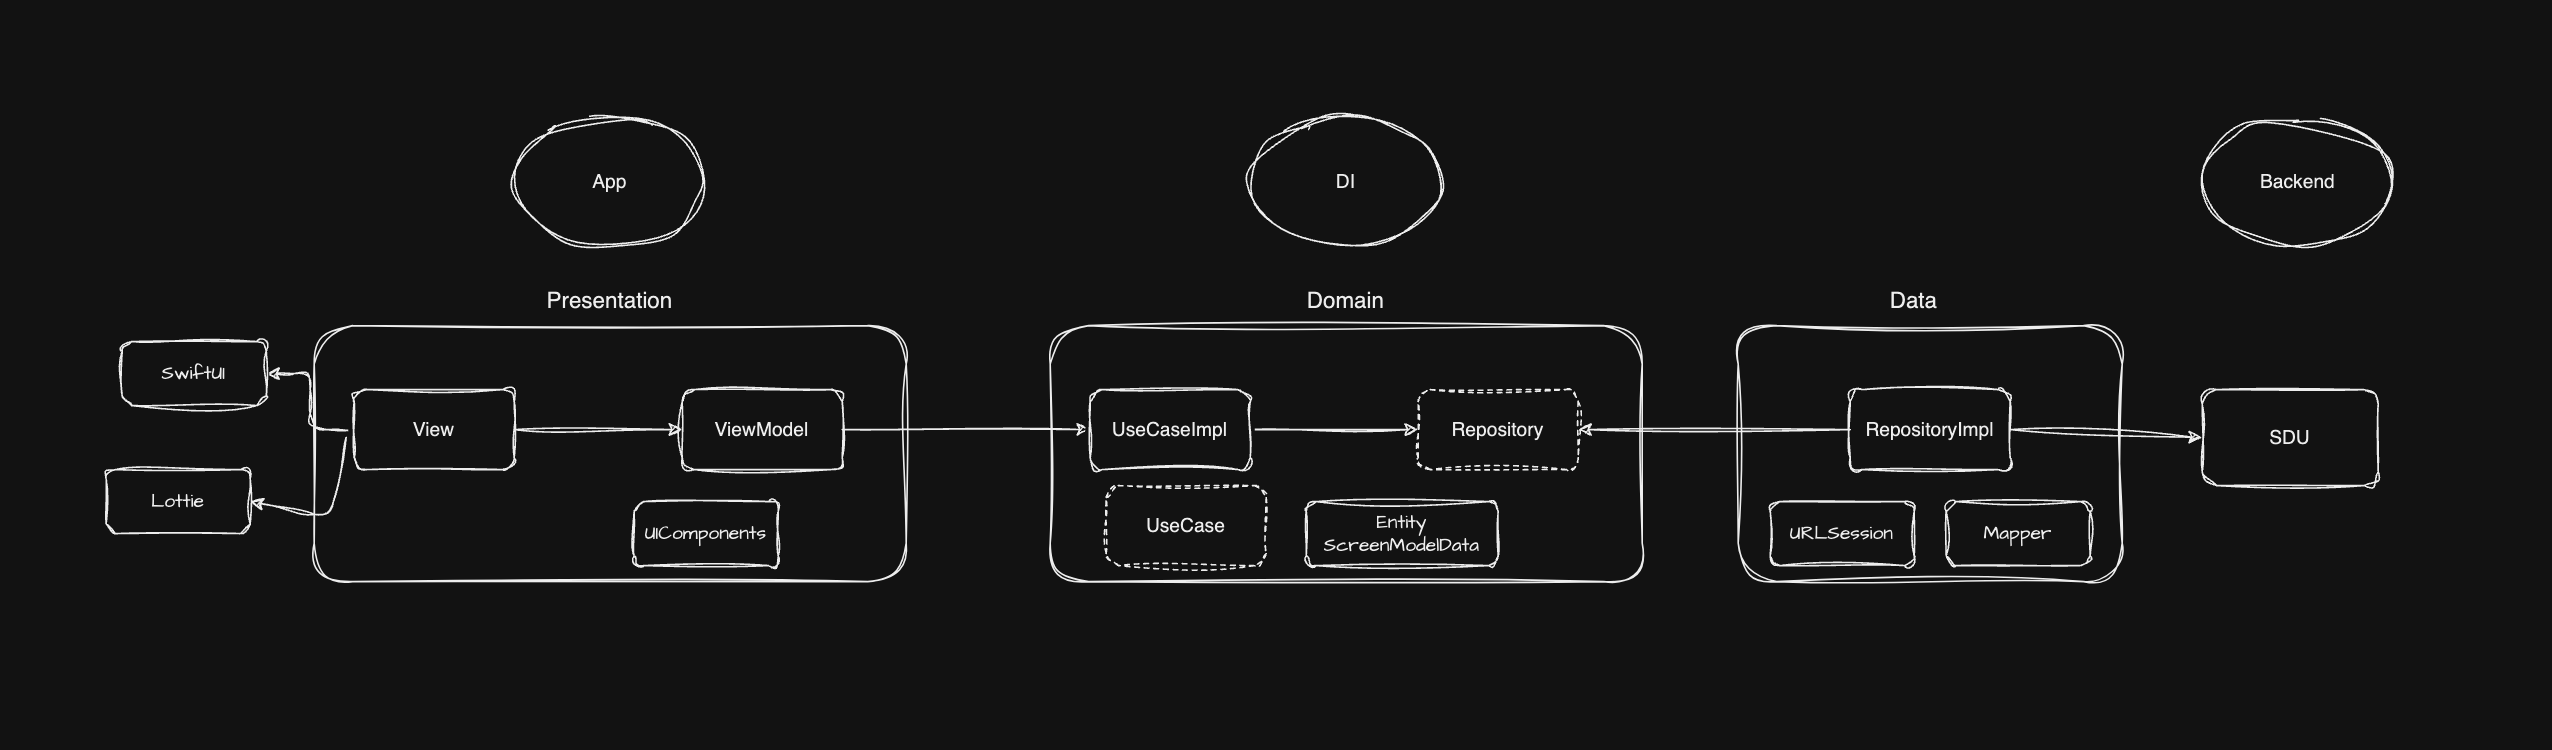 App
DI
Backend
Presentation
Domain
Data
SwiftUI
Lottie
View
ViewModel
UIComponents
UseCaseImpl
Repository
UseCase
Entity
ScreenModelData
RepositoryImpl
URLSession
Mapper
SDU